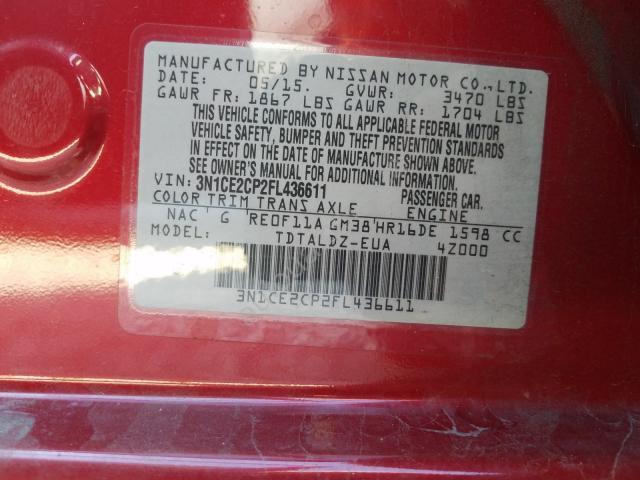 MANUFACTURED BY NISSAN MOTOR CO., LTD.
DATE: 05/15. GVWR: 3470 LBS
GAWR FR: 1867 LBS GAWR RR: 1704 LBS
THIS VEHICLE CONFORMS TO ALL APPLICABLE FEDERAL MOTOR
VEHICLE SAFETY, BUMPER AND THEFT PREVENTION STANDARDS
IN EFFECT ON THE DATE OF MANUFACTURE SHOWN ABOVE.
SEE OWNER'S MANUAL FOR ADDITIONAL INFORMATION.
VIN: 3N1CE2CP2FL436611 PASSENGER CAR.
COLOR TRIM TRANS AXLE ENGINE
NAC G RE0F11A GM38 HR16DE 1598 CC
MODEL: TDTALDZ-EUA 4Z000
3N1CE2CP2FL436611